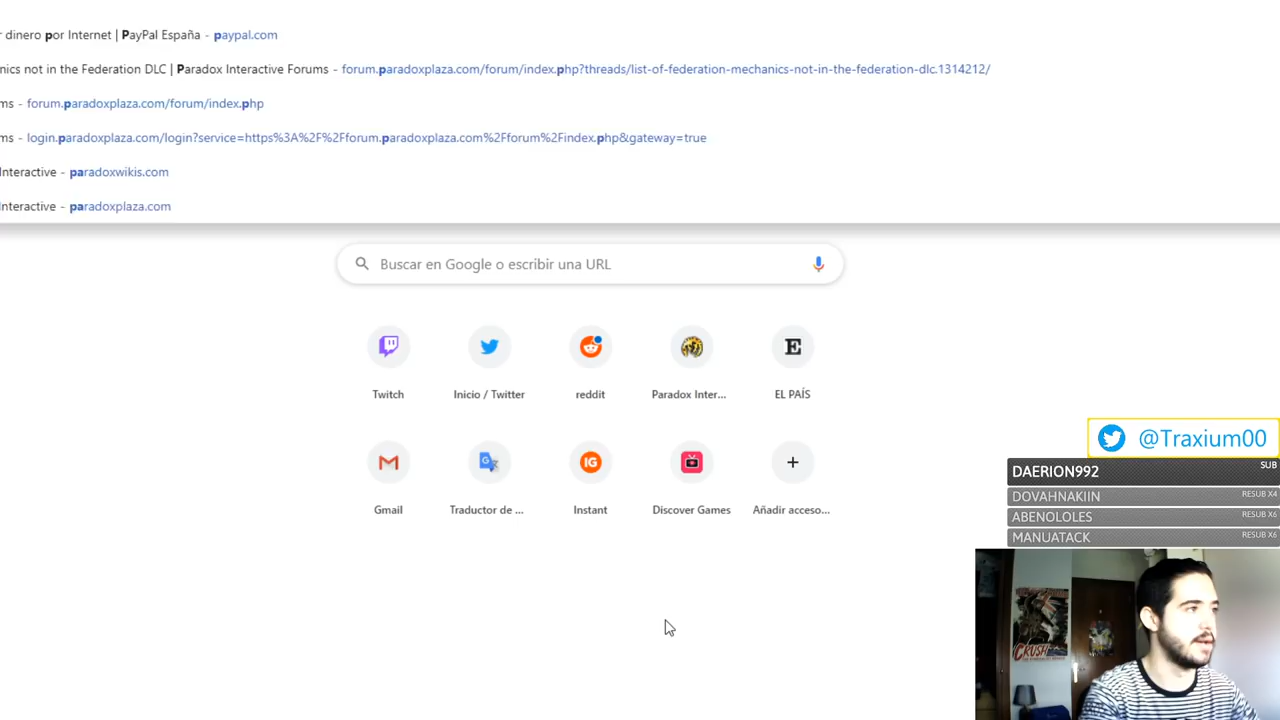 r dinero por Internet | PayPal España - paypal.com
nics not in the Federation DLC | Paradox Interactive Forums - forum.paradoxplaza.com/forum/index.php?threads/list-of-federation-mechanics-not-in-the-federation-dlc.1314212/
ms - forum.paradoxplaza.com/forum/index.php
ms - login.paradoxplaza.com/login?service=https%3A%2F%2Fforum.paradoxplaza.com%2Fforum%2Findex.php&gateway=true
Interactive - paradoxwikis.com
Interactive - paradoxplaza.com
Buscar en Google o escribir una URL
Twitch
Inicio / Twitter
reddit
Paradox Inter...
E
EL PAÍS
G
IG
Gmail
Traductor de ...
Instant
Discover Games
Añadir acceso...
@Traxium00
DAERION992 SUB
DOVAHNAKIIN RESUB X4
ABENOLOLES RESUB X6
MANUATACK RESUB X6
CRUSH